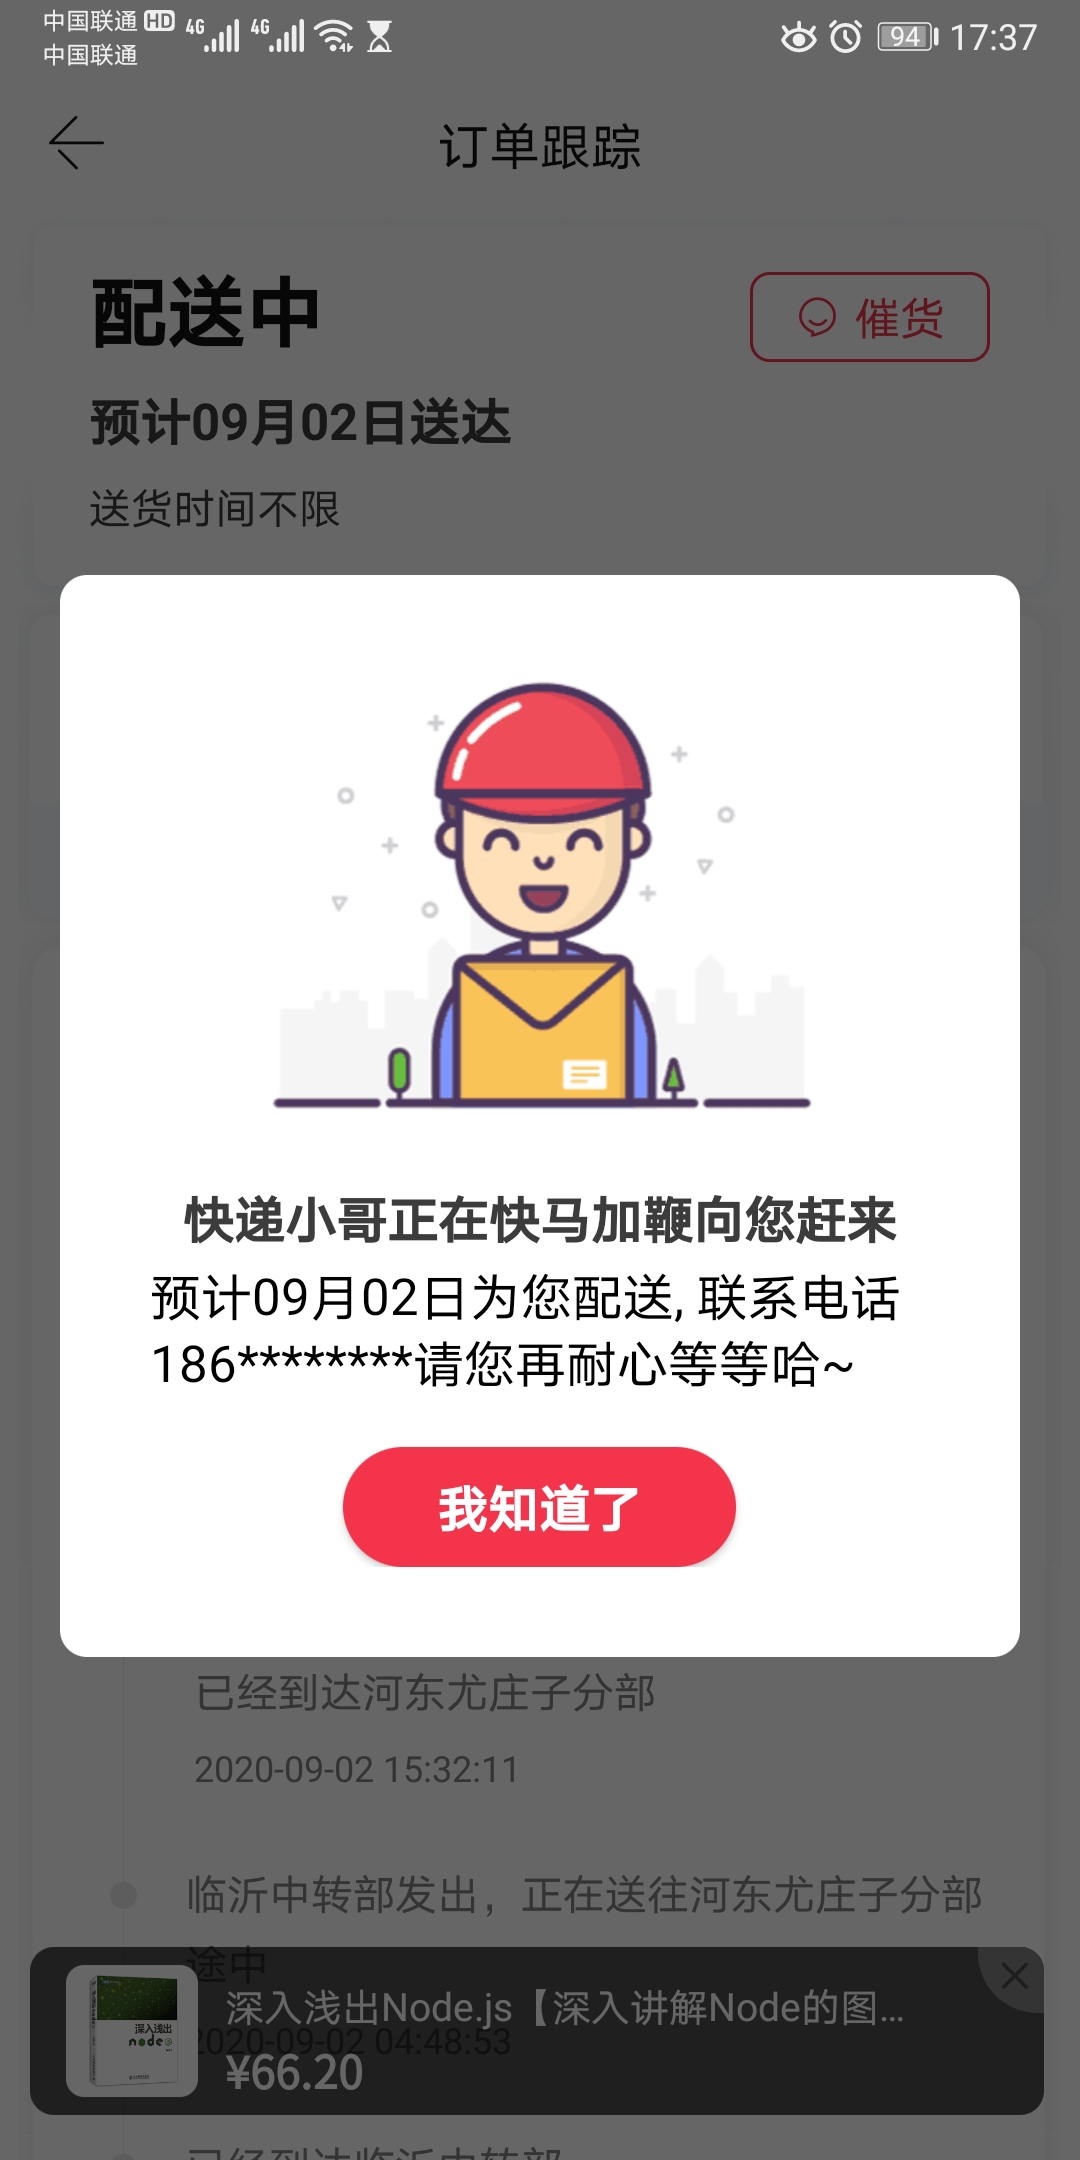 中国联通 HD 4G 4G 94 17:37
中国联通
订单跟踪
配送中
催货
预计09月02日送达
送货时间不限
快递小哥正在快马加鞭向您赶来
预计09月02日为您配送, 联系电话
186********请您再耐心等等哈~
我知道了
已经到达河东尤庄子分部
2020-09-02 15:32:11
临沂中转部发出，正在送往河东尤庄子分部
途中
深入浅出Node.js【深入讲解Node的图...
2020-09-02 04:48:53
¥66.20
深入浅出
node
已经到达临沂中转部